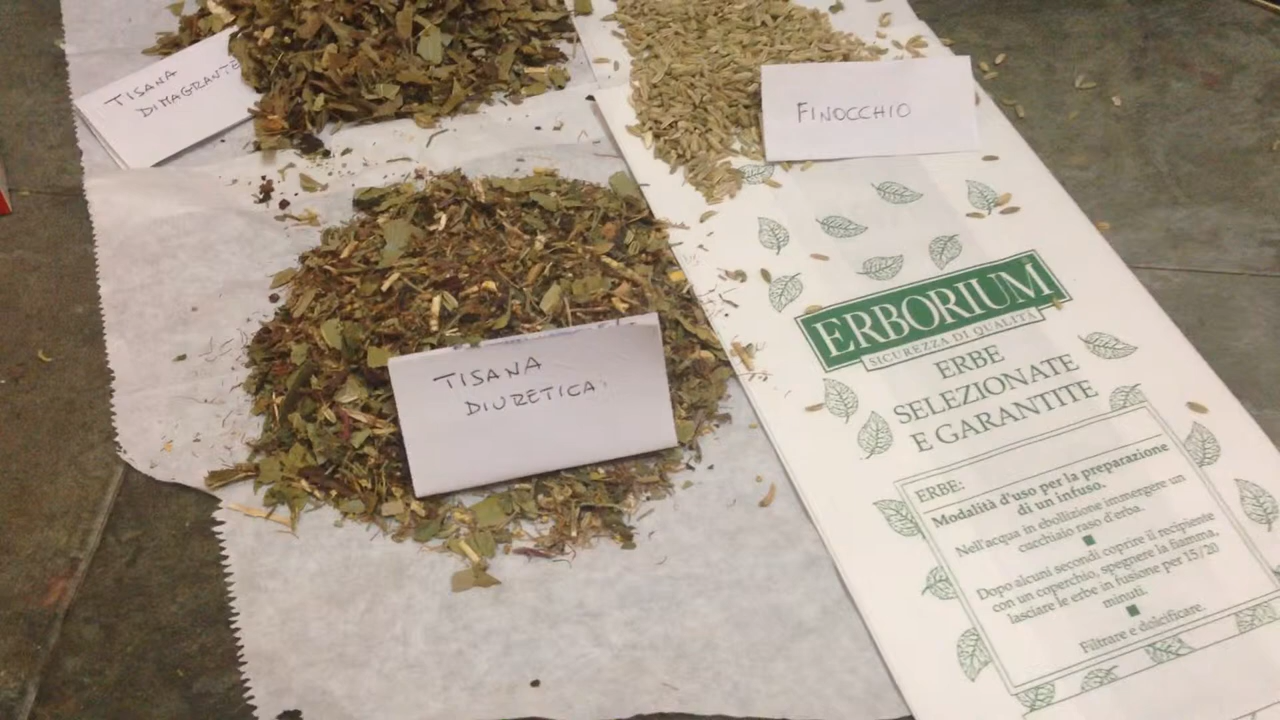 TISANA
DIMAGRANTE
FINOCCHIO
TISANA
DIURETICA
ERBORIUM
SICUREZZA DI QUALITÀ
ERBE
SELEZIONATE
E GARANTITE
ERBE:
Modalità d'uso per la preparazione
di un infuso.
Nell'acqua in ebollizione immergere un
cucchiaio raso d'erba.
Dopo alcuni secondi coprire il recipiente
con un coperchio, spegnere la fiamma,
lasciare le erbe in fusione per 15/20
minuti.
Filtrare e dolcificare.